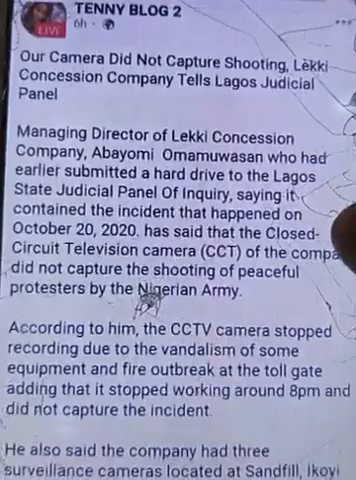 TENNY BLOG 2
LIVE
6h ·
Our Camera Did Not Capture Shooting, Lekki
Concession Company Tells Lagos Judicial
Panel
Managing Director of Lekki Concession
Company, Abayomi Omamuwasan who had
earlier submitted a hard drive to the Lagos
State Judicial Panel Of Inquiry, saying it
contained the incident that happened on
October 20, 2020. has said that the Closed-
Circuit Television camera (CCT) of the compa
did not capture the shooting of peaceful
protesters by the Nigerian Army.
According to him, the CCTV camera stopped
recording due to the vandalism of some
equipment and fire outbreak at the toll gate
adding that it stopped working around 8pm and
did not capture the incident.
He also said the company had three
surveillance cameras located at Sandfill, Ikoyi